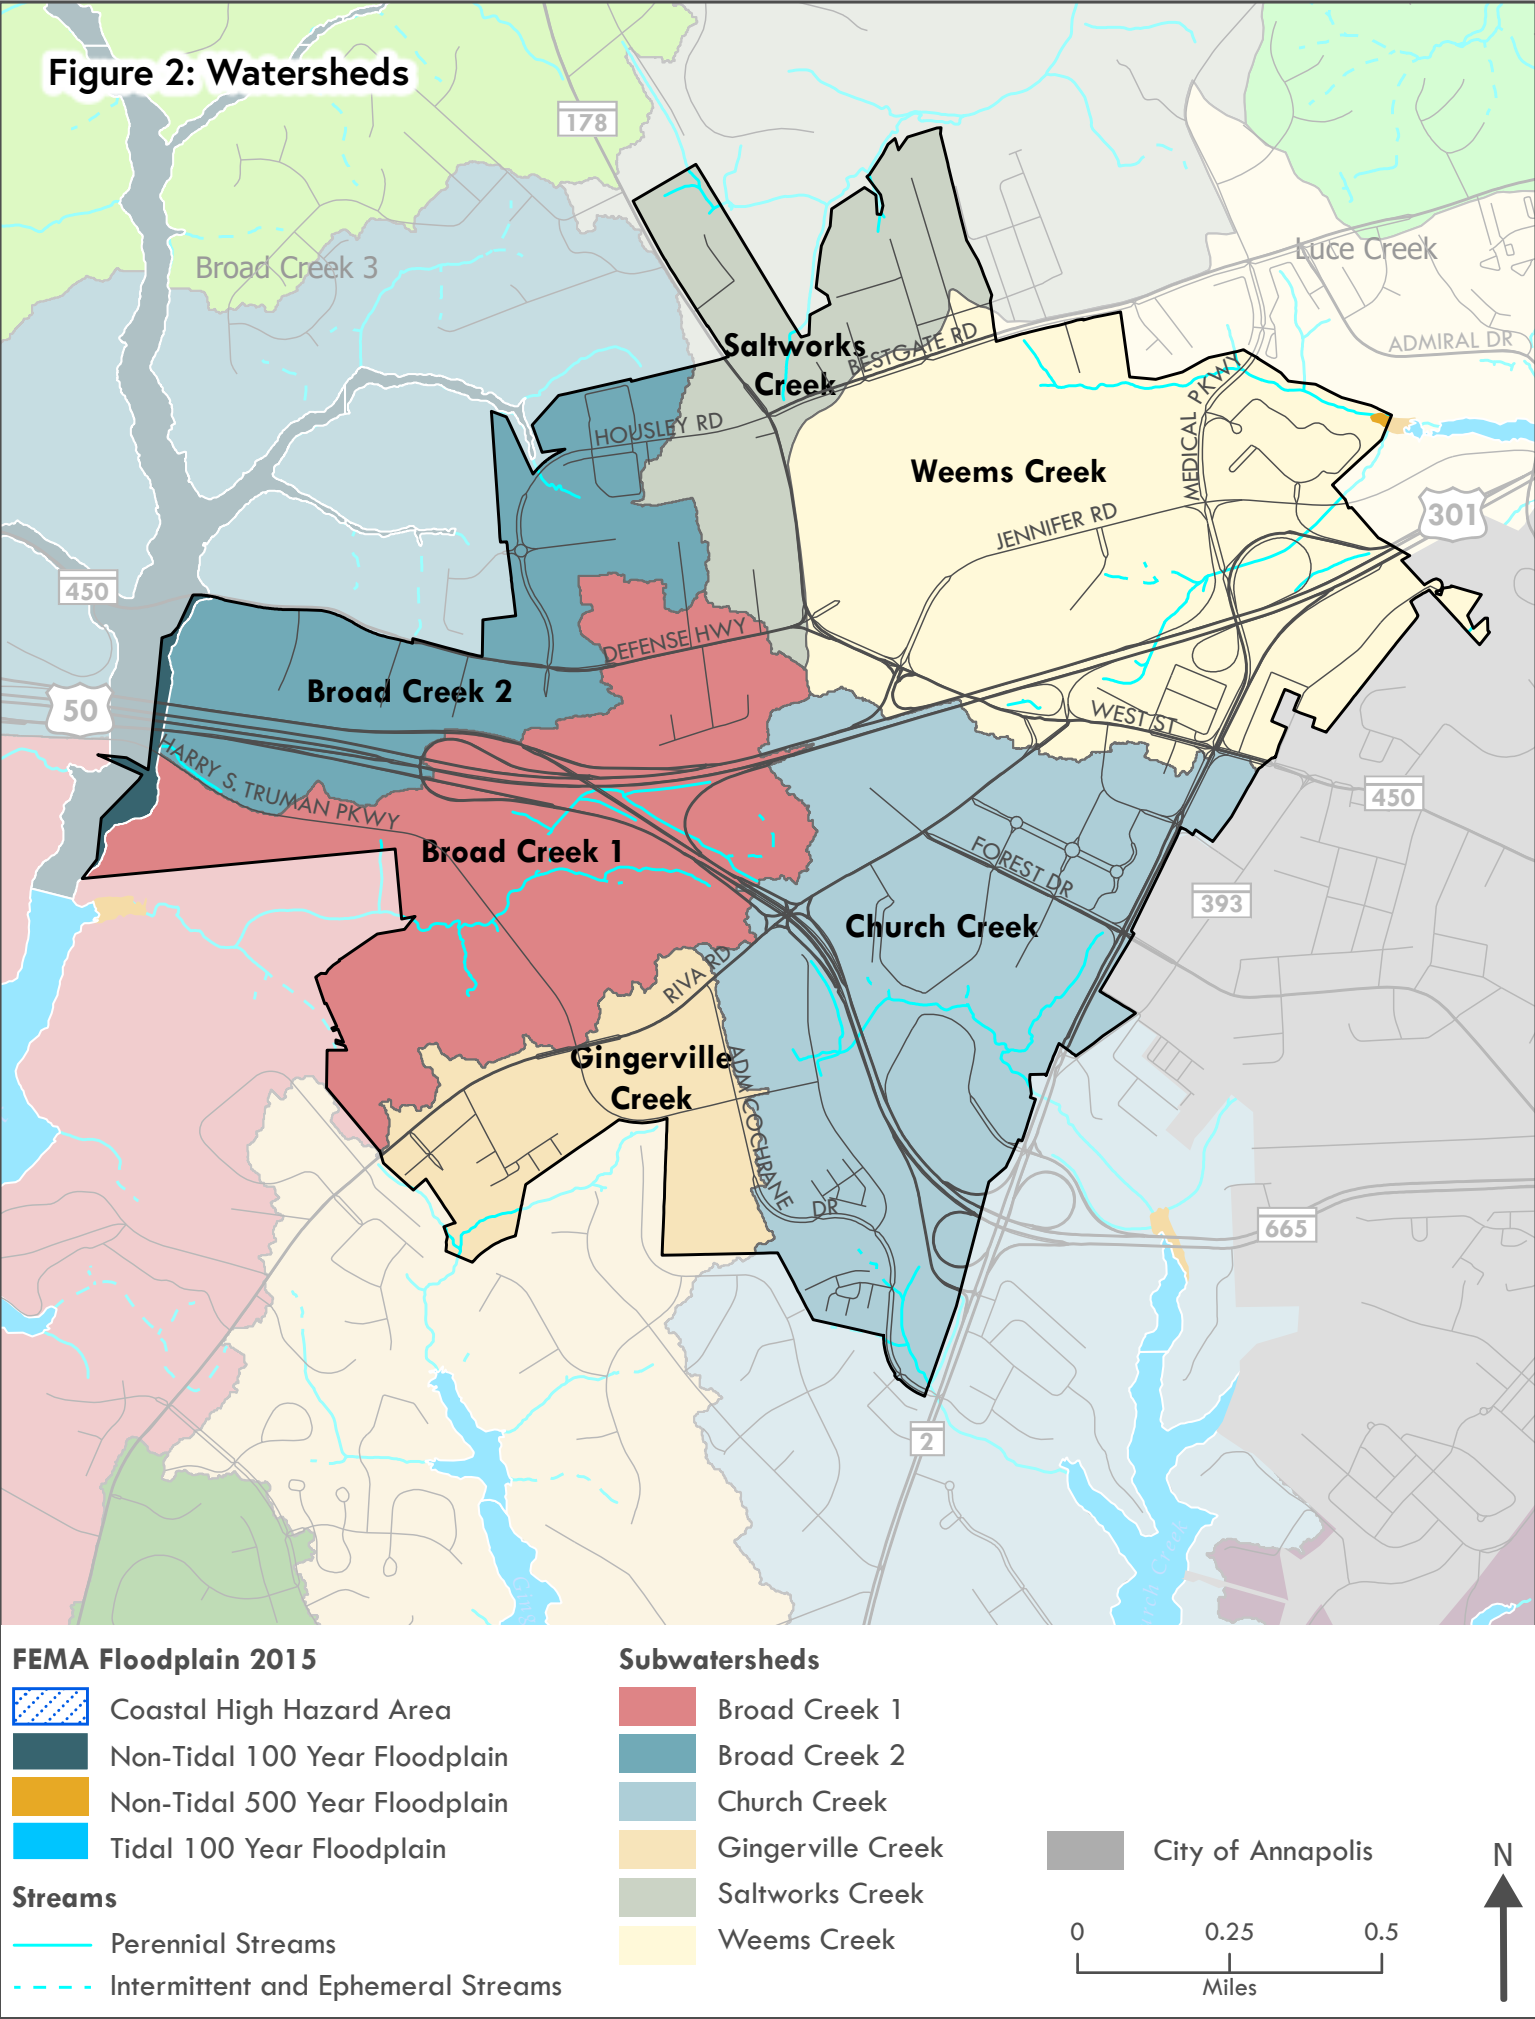 Figure 2: Watersheds
178
Broad Creek 3
Luce Creek
ADMIRAL DR
Saltworks
Creek
BESTGATE RD
HOUSLEY RD
MEDICAL PKWY
Weems Creek
JENNIFER RD
301
450
DEFENSE HWY
Broad Creek 2
50
WEST ST
HARRY S. TRUMAN PKWY
450
Broad Creek 1
FOREST DR
393
Church Creek
RIVA RD
Gingerville
Creek
ADM COCHRANE DR
665
2
FEMA Floodplain 2015
Coastal High Hazard Area
Non-Tidal 100 Year Floodplain
Non-Tidal 500 Year Floodplain
Tidal 100 Year Floodplain
Streams
Perennial Streams
Intermittent and Ephemeral Streams
Subwatersheds
Broad Creek 1
Broad Creek 2
Church Creek
Gingerville Creek
Saltworks Creek
Weems Creek
City of Annapolis
N
0 0.25 0.5
Miles